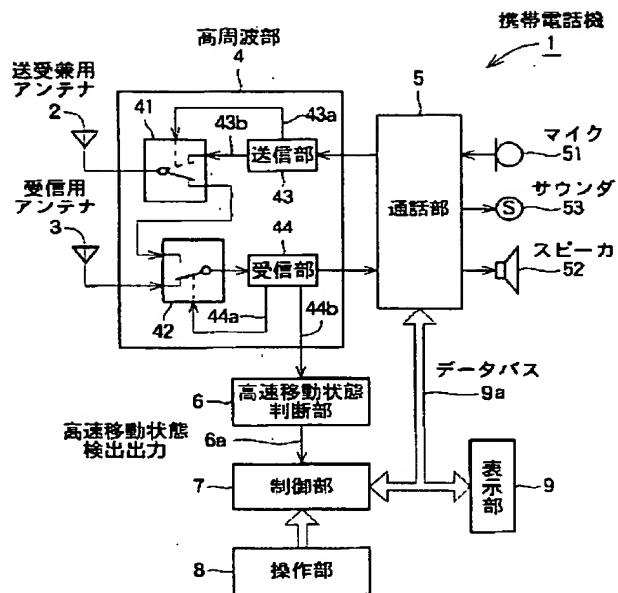 携帯電話機
1
高周波部
4
送受兼用
アンテナ
2
41
43b
43a
送信部
43
5
通話部
マイク
51
サウンダ
S
53
スピーカ
52
受信用
アンテナ
3
44
受信部
42
44a
44b
データバス
9a
6
高速移動状態
判断部
高速移動状態
検出出力
6a
7
制御部
表示部
9
8
操作部